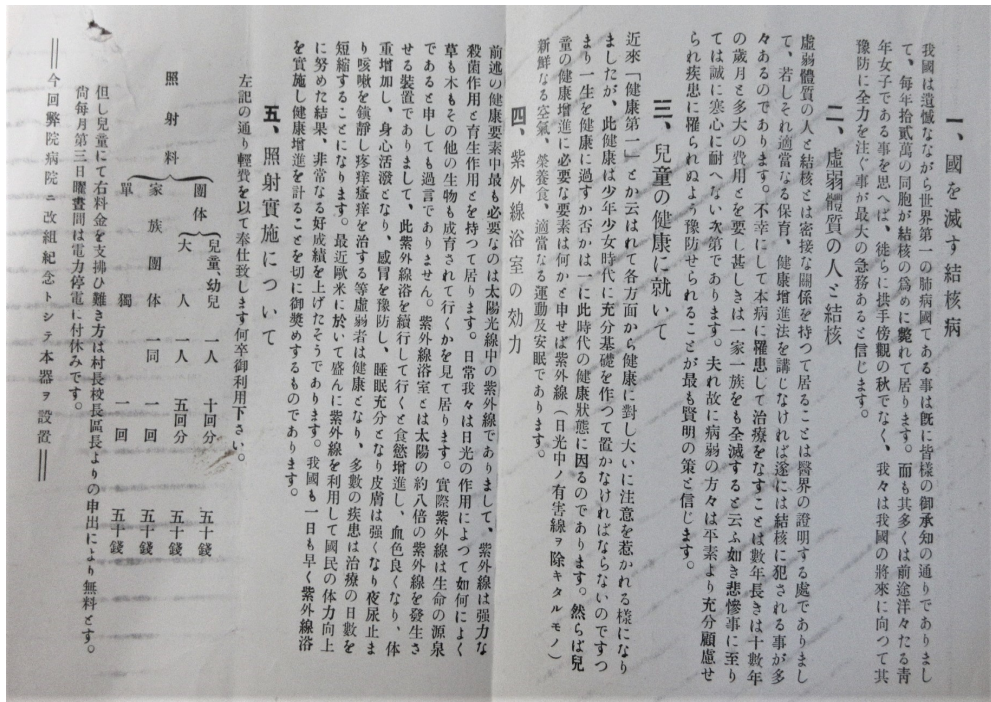 一、國を減す結核病
我國は遺憾ながら世界第一の肺病國てある事は旣に皆樣の御承知の通りでありまし
て、每年拾貳萬の同胞が結核の爲めに斃れて居ります。而も其多くは前途洋々たる靑
年女子である事を思へば、徒らに拱手傍觀の秋でなく、我々は我國の將來に向つて其
豫防に全力を注ぐ事が最大の急務あると信じます。
二、虛弱體質の人と結核
虛弱體質の人と結核とは密接な關係を持つて居ることは醫界の證明する處でありまし
て、若しそれ適當なる保育、健康增進法を講じなければ遂には結核に犯される事が多
々あるのであります。不幸にして本病に罹患して治療をなすことは數年長きは十數年
の歲月と多大の費用とを要し甚しきは一家一族をも全滅すると云ふ如き悲慘事に至り
ては誠に寒心に耐へない次第であります。夫れ故に病弱の方々は平素より充分顧慮せ
られ疾患に罹られぬよう豫防せられることが最も賢明の策と信じます。
三、兒童の健康に就いて
近來「健康第一」とか云はれて各方面から健康に對し大いに注意を惹かれる樣になり
ましたが、此健康は少年少女時代に充分基礎を作つて置かなければならないのですつ
まり一生を健康に過すか否かは一に此時代の健康狀態に因るのであります。然らば兒
童の健康增進に必要な要素は何かと申せば紫外線（日光中ノ有害線ヲ除キタルモノ）
新鮮なる空氣、榮養食、適當なる運動及安眠であります。
四、紫外線浴室の効力
前述の健康要素中最も必要なのは太陽光線中の紫外線でありまして、紫外線は强力な
殺菌作用と育生作用とを持つて居ります。日常我々は日光の作用によつて如何によく
草も木もその他の生物も成育されて行くかを見て居ります。實際紫外線は生命の源泉
であると申しても過言でありません。紫外線浴室とは太陽の約八倍の紫外線を發生さ
せる裝置でありまして、此紫外線浴を續行して行くと食慾增進し、血色良くなり、体
重增加し、身心活潑となり、感冒を豫防し、睡眠充分となり皮膚は强くなり夜尿止ま
り咳嗽を鎭靜し疼痒瘙痒を治する等虛弱者は健康となり、多數の疾患は治療の日數を
短縮することになります。最近歐米に於いて盛んに紫外線を利用して國民の体力向上
に努めた結果、非常なる好成績を上げたそうであります。我國も一日も早く紫外線浴
を實施し健康增進を計ることを切に御奬めするものであります。
五、照射實施について
左記の通り輕費を以て奉仕致します何卒御利用下さい。
照射料
團体
兒童、幼兒 一人 十回分 五十錢
大人 一人 五回分 五十錢
家族團体 一同 一回 五十錢
單獨 一回 五十錢
但し兒童にて右料金を支拂ひ難き方は村長校長區長よりの申出により無料とす。
尙每月第三日曜晝間は電力停電に付休みです。
＝今回弊院病院ニ改組紀念トシテ本器ヲ設置＝